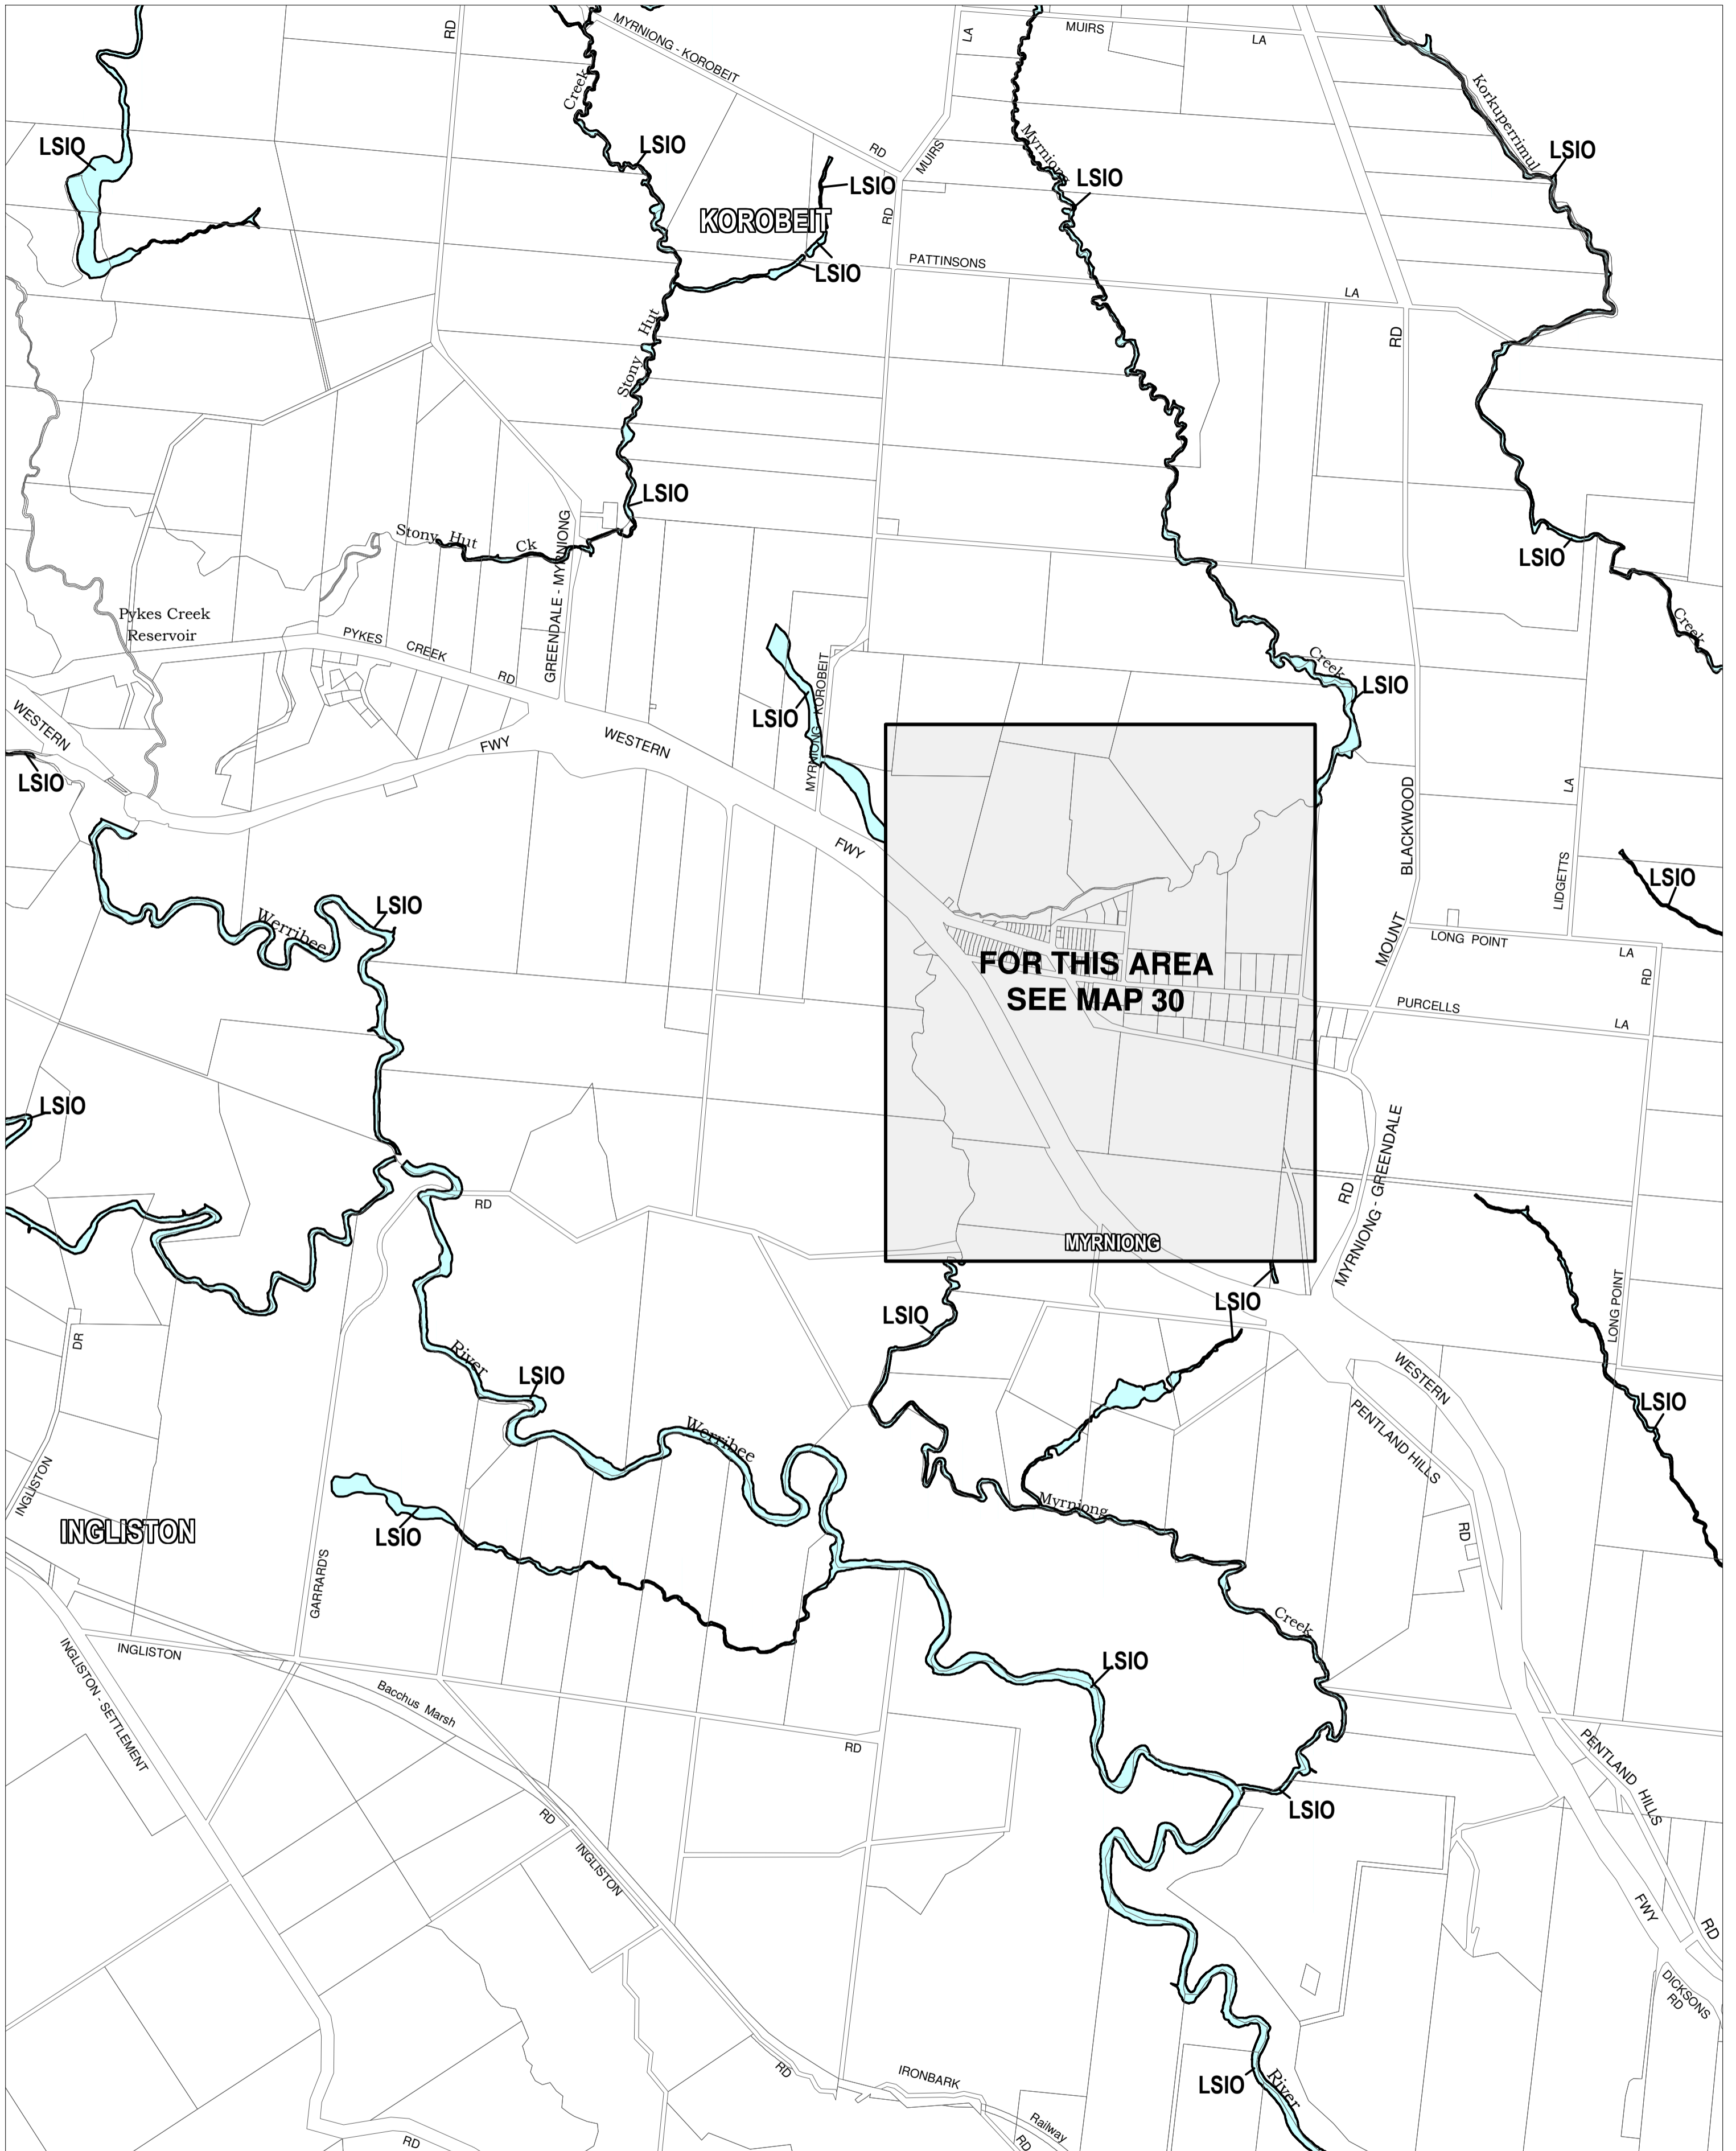 RD
MYRNIONG - KOROBEIT
RD
LA
MUIRS
LA
MUIRS
RD
Creek
Myrniong
Korkuperrimul
LSIO
LSIO
LSIO
LSIO
LSIO
LSIO
KOROBEIT
PATTINSONS
LA
RD
Stony Hut
LSIO
Stony Hut Ck
GREENDALE - MYRNIONG
LSIO
Creek
Pykes Creek
Reservoir
PYKES CREEK RD
WESTERN
FWY
WESTERN
FWY
LSIO
LSIO
MYRNIONG - KOROBEIT
Creek
LSIO
BLACKWOOD
MOUNT
LA
LIDGETTS
LSIO
LONG POINT
LA
RD
PURCELLS
LA
LSIO
Werribee
FOR THIS AREA
SEE MAP 30
LSIO
RD
RD
MYRNIONG - GREENDALE
MYRNIONG
LSIO
LSIO
LONG POINT
DR
INGLISTON
River
LSIO
Werribee
WESTERN
PENTLAND HILLS
RD
LSIO
INGLISTON
LSIO
Myrniong
Creek
GARRARD'S
INGLISTON
INGLISTON - SETTLEMENT
Bacchus Marsh
RD
INGLISTON
RD
LSIO
LSIO
PENTLAND HILLS
RD
FWY
DICKSONS
RD
RD
IRONBARK
RD
Railway
RD
LSIO
River